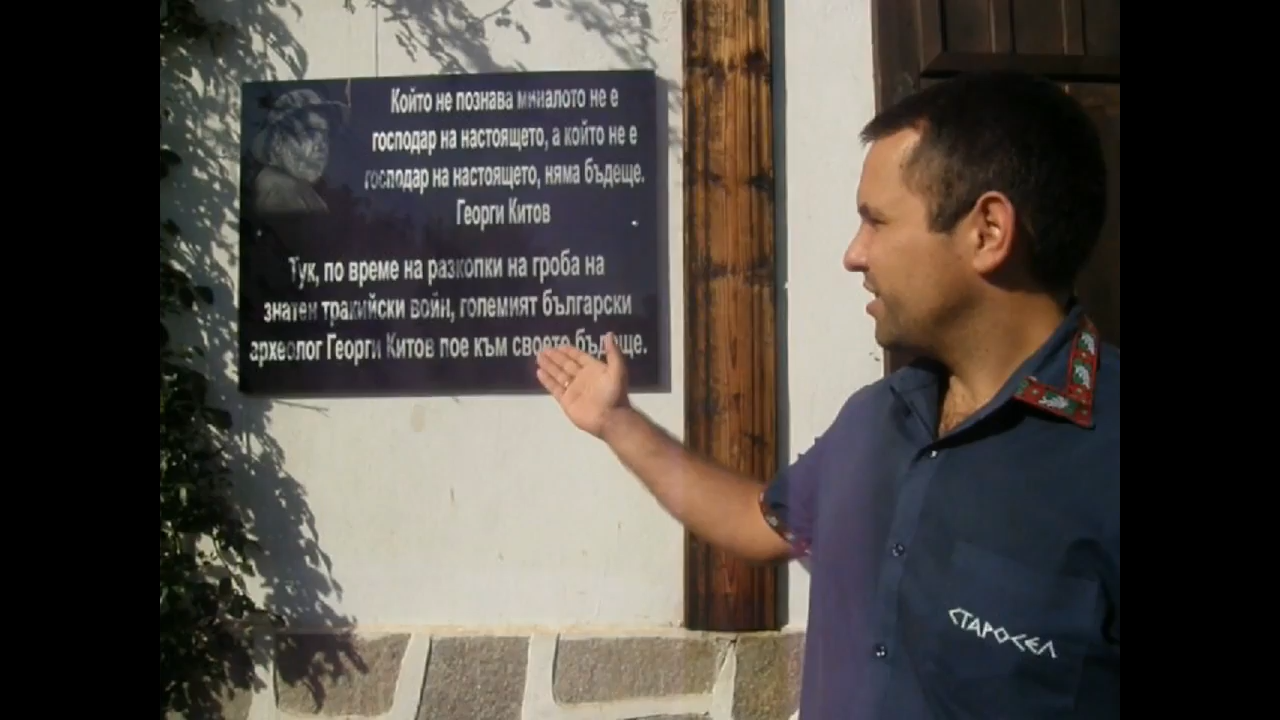 Който не познава миналото не е
господар на настоящето, а който не е
господар на настоящето, няма бъдеще.
Георги Китов
Тук, по време на разкопки на гроба на
знатен тракийски войн, големият български
археолог Георги Китов пое към своето бъдеще.
СТАРОСЕЛ